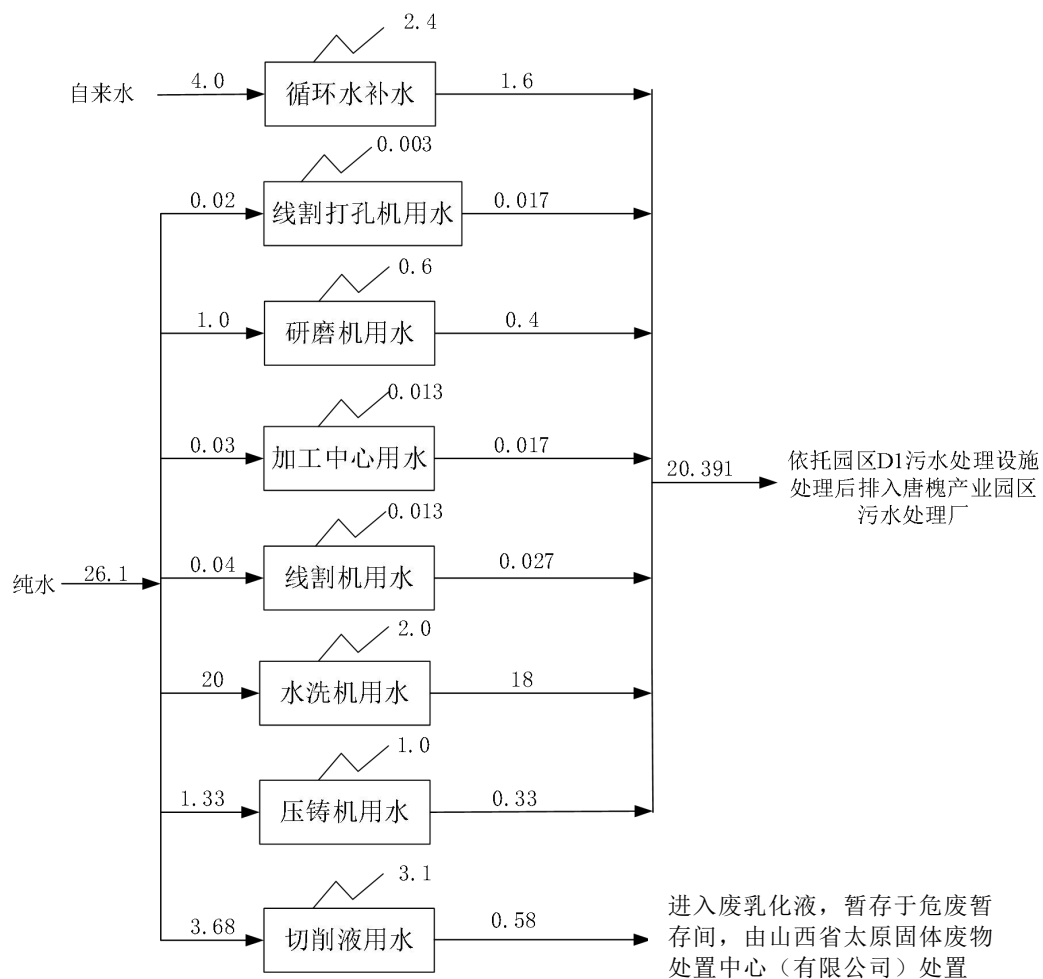 2.4
自来水
4.0
循环水补水
1.6
0.003
0.02
线割打孔机用水
0.017
0.6
1.0
研磨机用水
0.4
0.013
0.03
加工中心用水
0.017
20.391
依托园区D1污水处理设施
处理后排入唐槐产业园区
污水处理厂
0.013
纯水
26.1
0.04
线割机用水
0.027
2.0
20
水洗机用水
18
1.0
1.33
压铸机用水
0.33
3.1
3.68
切削液用水
0.58
进入废乳化液，暂存于危废暂
存间，由山西省太原固体废物
处置中心（有限公司）处置